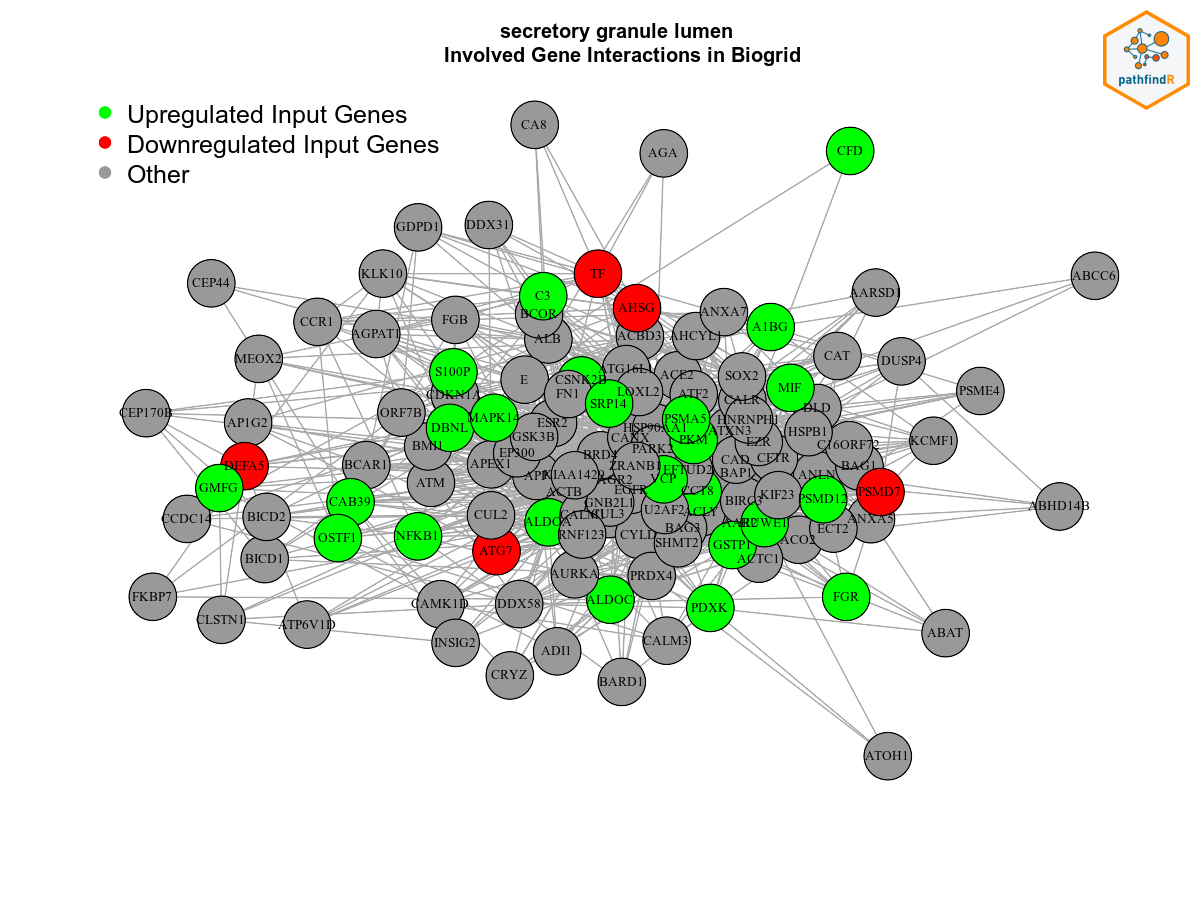 secretory granule lumen
Involved Gene Interactions in Biogrid
pathfindR
Upregulated Input Genes
Downregulated Input Genes
Other
CA8
AGA
CFD
GDPD1
DDX31
KLK10
TF
CEP44
C3
AHSG
AARSD1
ABCC6
CCR1
AGPAT1
FGB
BCOR
ALB
ACBD3
AHCYL1
ANXA7
A1BG
MEOX2
S100P
E
CSNK2B
ATG16L1
ACE2
SOX2
CAT
DUSP4
CEP170B
AP1G2
ORF7B
CDKN1A
FN1
LOXL2
ATF2
CALR
MIF
DLD
PSME4
DBNL
MAPK14
SRP14
ESR2
HSP90AA1
PSMA5
HNRNPH1
ATXN3
HSPB1
KCMF1
BMI1
GSK3B
EP300
CANX
PARK2
PKM
EZR
C16ORF72
DEFA5
BCAR1
APEX1
BRD4
ZRANB1
EFTUD2
CAD
CFTR
BAP1
ANLN
BAG1
GMFG
ATM
APP
KIAA1429
AGR2
VCP
CCT8
KIF23
PSMD12
PSMD7
CAB39
ACTB
EGFR
GNB2L1
U2AF2
ACLY
BIRC3
ABHD14B
CCDC14
BICD2
CUL2
ALDOA
CALM1
CUL3
BAG3
HUWE1
ECT2
ANXA5
OSTF1
NFKB1
RNF123
CYLD
SHMT2
GSTP1
ACO2
BICD1
ATG7
AURKA
PRDX4
ACTC1
FKBP7
CLSTN1
ATP6V1D
CAMK1D
DDX58
ALDOC
PDXK
FGR
INSIG2
ADI1
CALM3
ABAT
CRYZ
BARD1
ATOH1